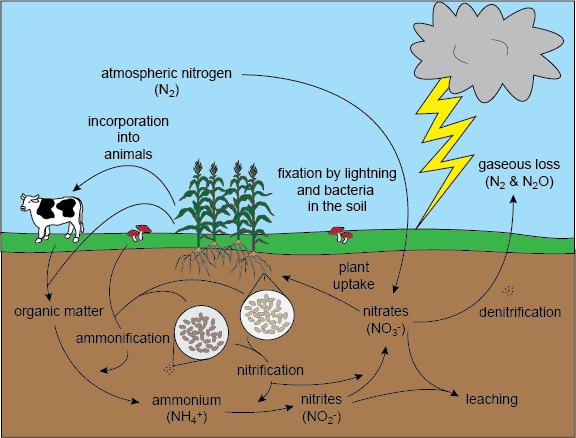 atmospheric nitrogen
(N₂)
incorporation
into
animals
fixation by lightning
and bacteria
in the soil
gaseous loss
(N₂ & N₂O)
plant
uptake
organic matter
nitrates
(NO₃-)
denitrification
ammonification
nitrification
ammonium
(NH₄⁺)
nitrites
(NO₂-)
leaching